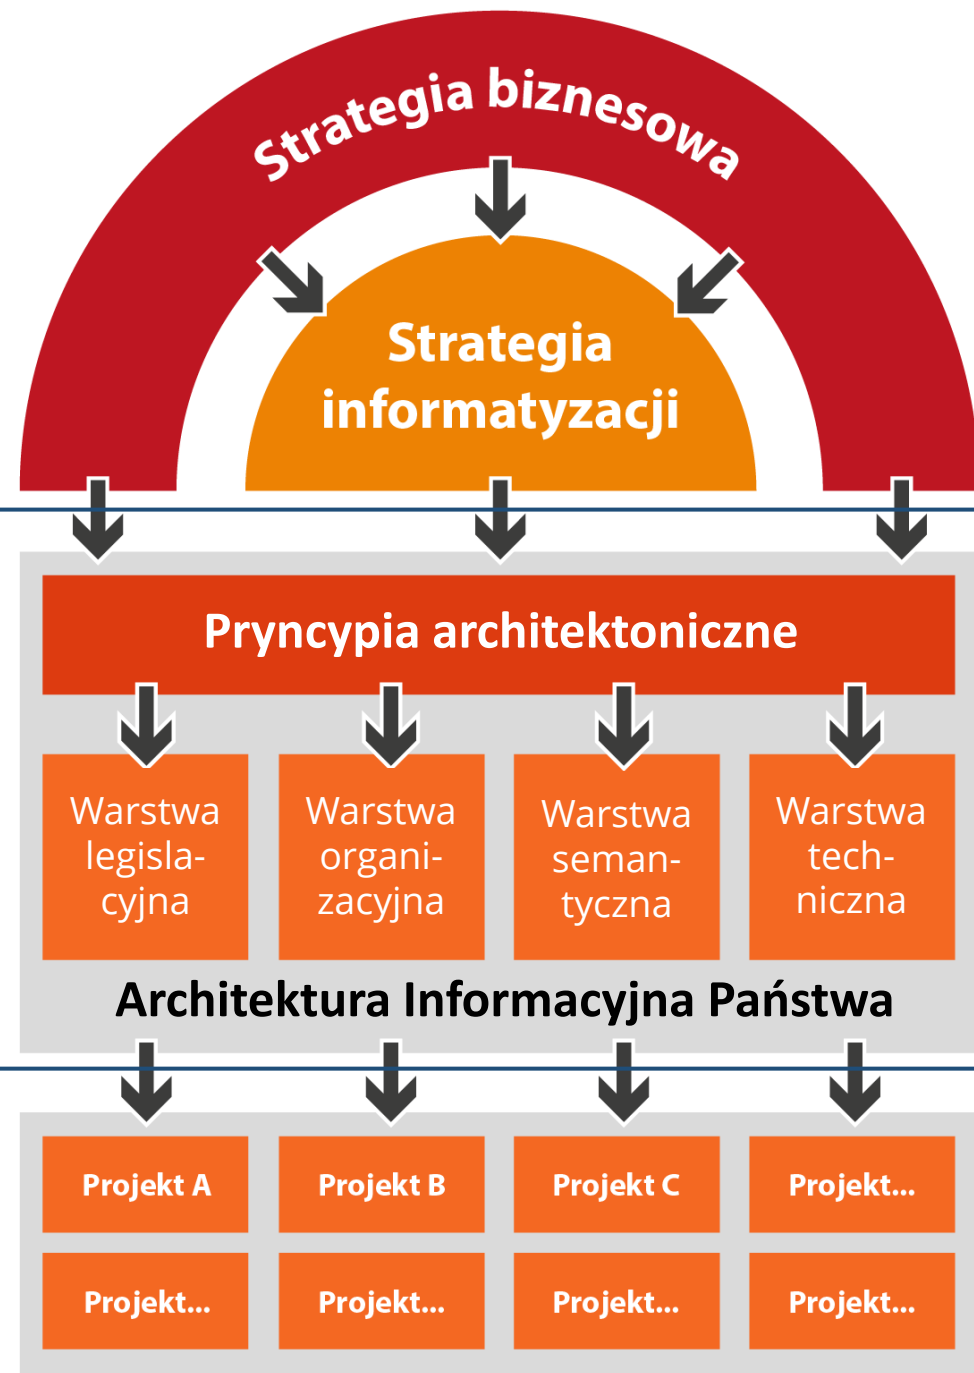 Strategia biznesowa
Strategia
informatyzacji
Pryncypia architektoniczne
Warstwa
legisla-
cyjna
Warstwa
organi-
zacyjna
Warstwa
seman-
tyczna
Warstwa
tech-
niczna
Architektura Informacyjna Państwa
Projekt A
Projekt B
Projekt C
Projekt...
Projekt...
Projekt...
Projekt...
Projekt...